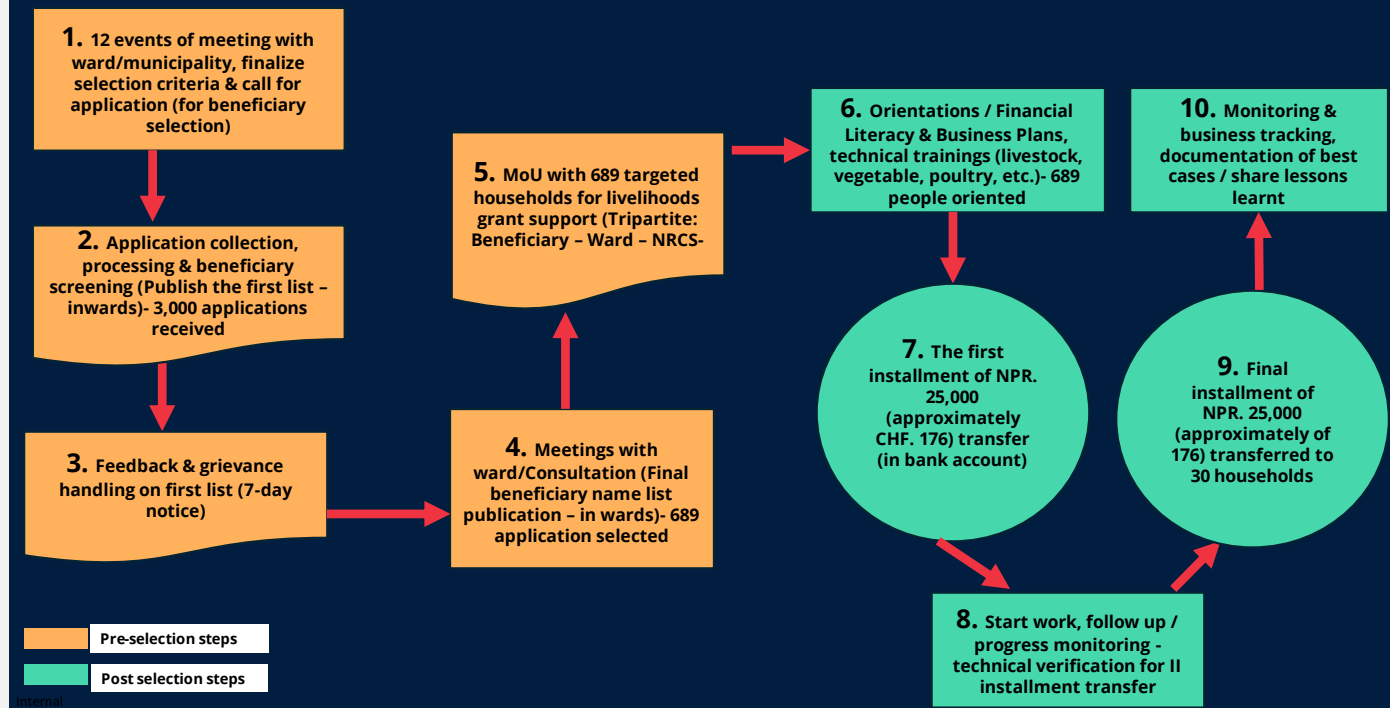 1. 12 events of meeting with
ward/municipality, finalize
selection criteria & call for
application (for beneficiary
selection)
2. Application collection,
processing & beneficiary
screening (Publish the first list –
inwards)- 3,000 applications
received
3. Feedback & grievance
handling on first list (7-day
notice)
4. Meetings with
ward/Consultation (Final
beneficiary name list
publication – in wards)- 689
application selected
5. MoU with 689 targeted
households for livelihoods
grant support (Tripartite:
Beneficiary – Ward – NRCS-
6. Orientations / Financial
Literacy & Business Plans,
technical trainings (livestock,
vegetable, poultry, etc.)- 689
people oriented
7. The first
installment of NPR.
25,000
(approximately
CHF. 176) transfer
(in bank account)
8. Start work, follow up /
progress monitoring -
technical verification for II
installment transfer
9. Final
installment of
NPR. 25,000
(approximately of
176) transferred to
30 households
10. Monitoring &
business tracking,
documentation of best
cases / share lessons
learnt
Pre-selection steps
Post selection steps
Internal